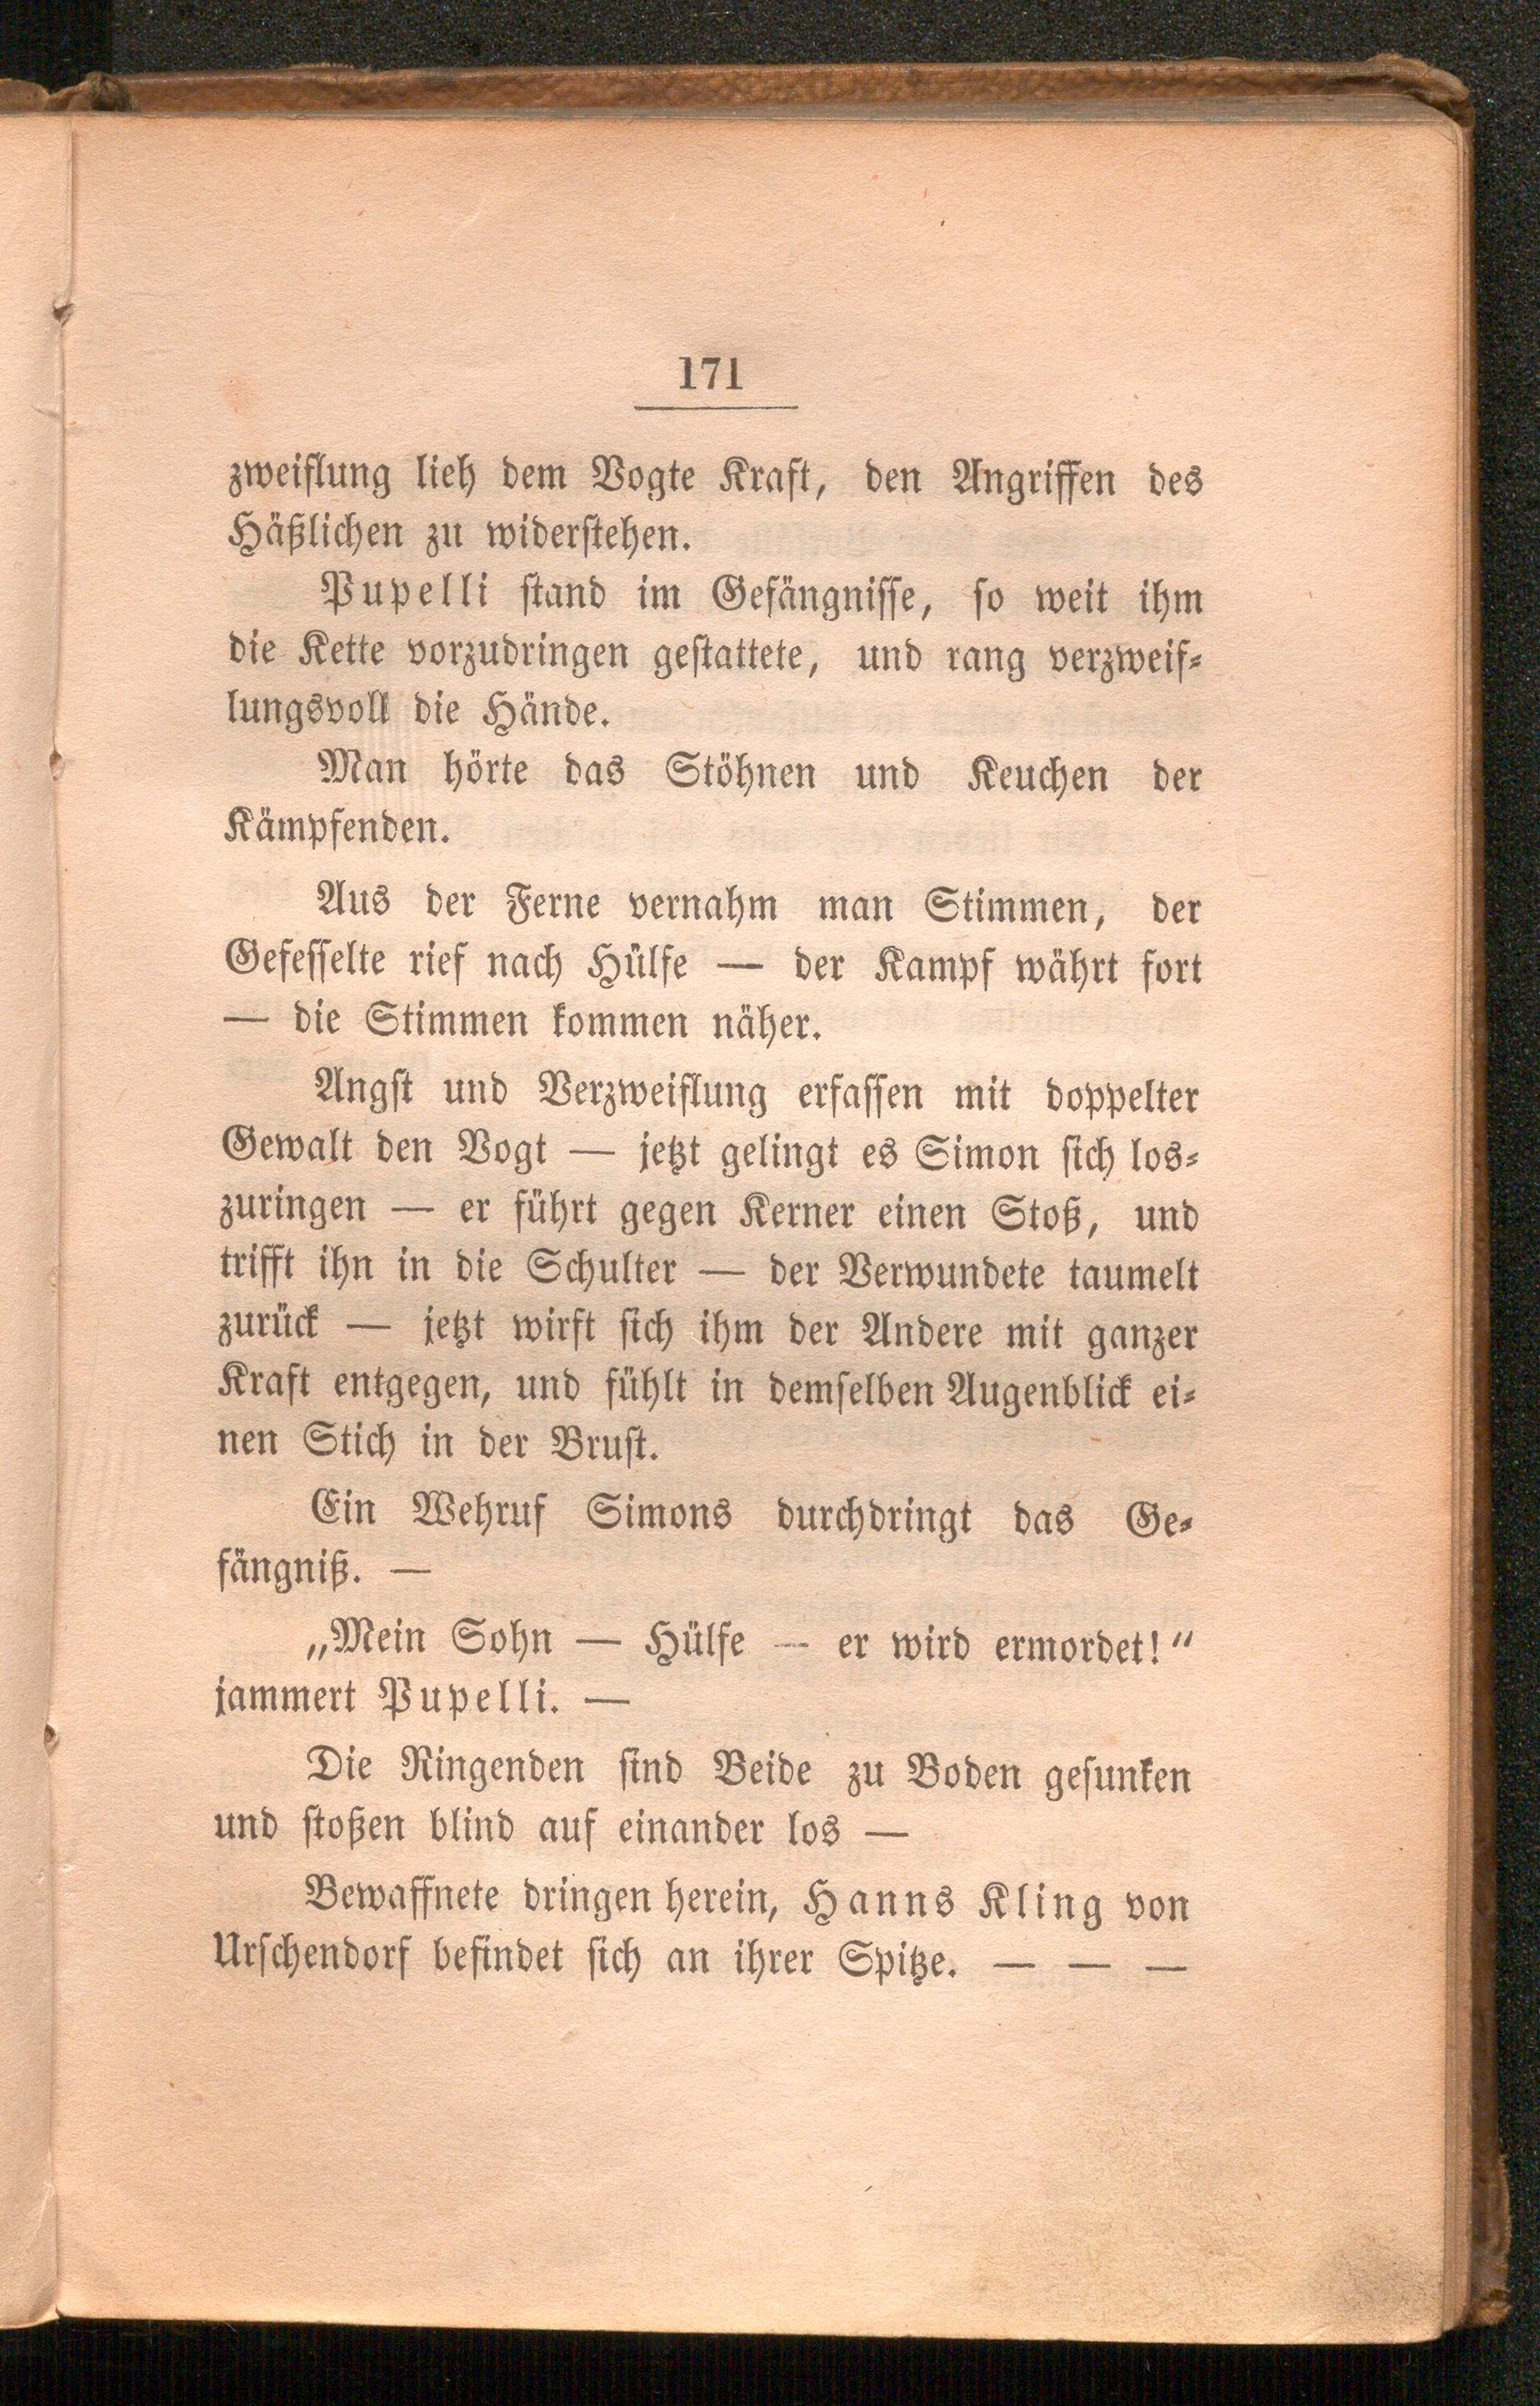 171
zweiflung lieh dem Vogte Kraft, den Angriffen des
Häßlichen zu widerstehen.
Pupelli stand im Gefängnisse, so weit ihm
die Kette vorzudringen gestattete, und rang verzweif-
lungsvoll die Hände.
Man hörte das Stöhnen und Keuchen der
Kämpfenden.
Aus der Ferne vernahm man Stimmen, der
Gefesselte rief nach Hülfe — der Kampf währt fort
— die Stimmen kommen näher.
Angst und Verzweiflung erfassen mit doppelter
Gewalt den Vogt — jetzt gelingt es Simon sich los-
zuringen — er führt gegen Kerner einen Stoß, und
trifft ihn in die Schulter — der Verwundete taumelt
zurück — jetzt wirft sich ihm der Andere mit ganzer
Kraft entgegen, und fühlt in demselben Augenblick ei-
nen Stich in der Brust.
Ein Wehruf Simons durchdringt das Ge-
fängniß. —
„Mein Sohn — Hülfe — er wird ermordet!“
jammert Pupelli. —
Die Ringenden sind Beide zu Boden gesunken
und stoßen blind auf einander los —
Bewaffnete dringen herein, Hanns Kling von
Urschendorf befindet sich an ihrer Spitze. — — —